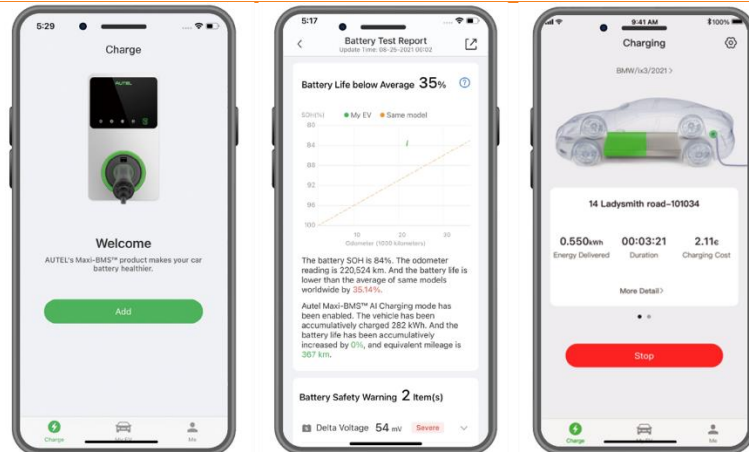 5:29
Charge
AUTEL
Welcome
AUTEL's Maxi-BMS™ product makes your car
battery healthier.
Add
Charge
My EV
Me
5:17
Battery Test Report
Update Time: 08-25-2021 00:02
Battery Life below Average 35%
SOH(%)
My EV
Same model
80
84
88
92
96
100
10
20
30
Odometer (1000 kilometers)
The battery SOH is 84%. The odometer
reading is 220,524 km. And the battery life is
lower than the average of same models
worldwide by 35.14%.
Autel Maxi-BMS™ AI Charging mode has
been enabled. The vehicle has been
accumulatively charged 282 kWh. And the
battery life has been accumulatively
increased by 0%, and equivalent mileage is
367 km.
Battery Safety Warning 2 Item(s)
Delta Voltage 54 mV Severe
9:41 AM
100%
Charging
BMW/ix3/2021 >
14 Ladysmith road-101034
0.550kWh 00:03:21 2.11€
Energy Delivered Duration Charging Cost
More Detail >
Stop
Charge
My EV
Me